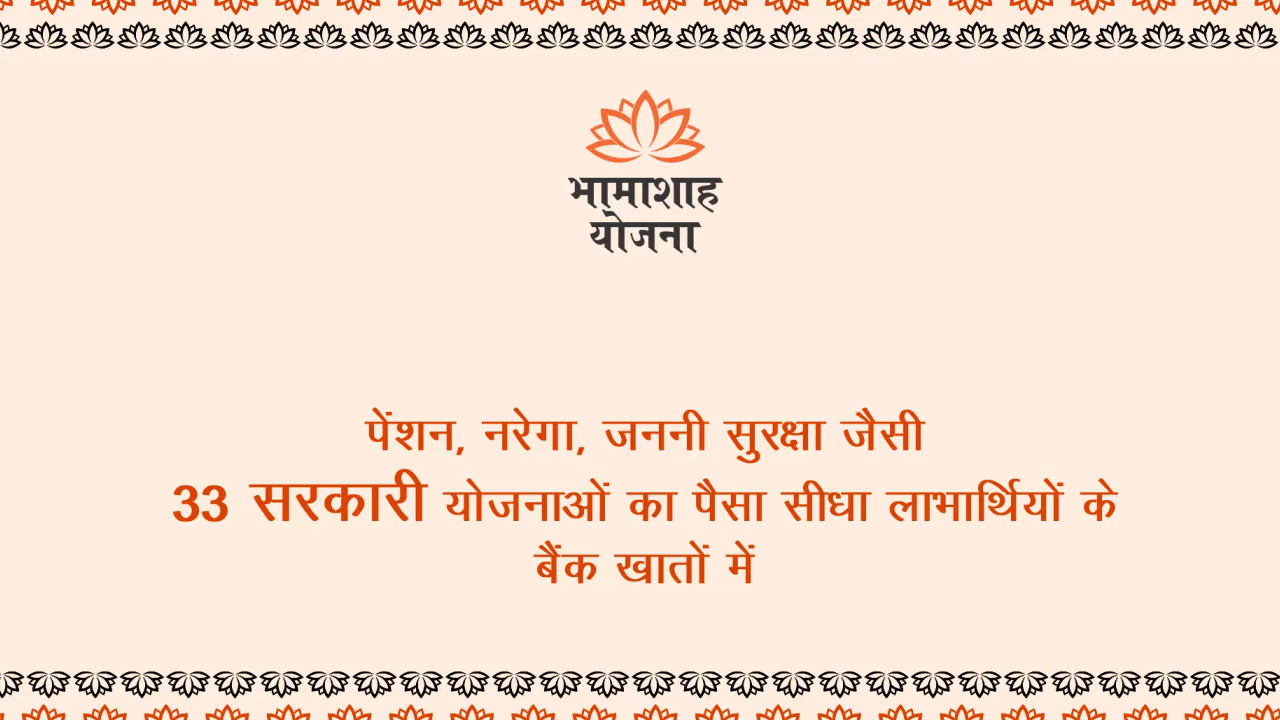 भामाशाह
योजना
पेंशन, नरेगा, जननी सुरक्षा जैसी
33 सरकारी योजनाओं का पैसा सीधा लाभार्थियों के
बैंक खातों में